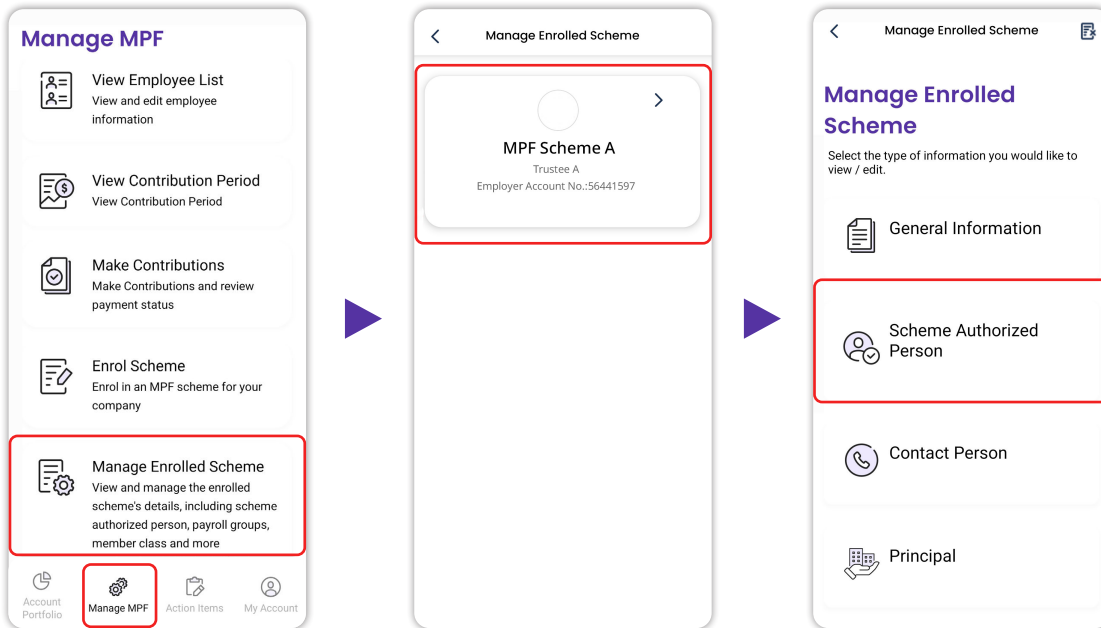 Manage MPF
View Employee List
View and edit employee
information
View Contribution Period
View Contribution Period
Make Contributions
Make Contributions and review
payment status
Enrol Scheme
Enrol in an MPF scheme for your
company
Manage Enrolled Scheme
View and manage the enrolled
scheme's details, including scheme
authorized person, payroll groups,
member class and more
Account
Portfolio
Manage MPF
Action Items
My Account
Manage Enrolled Scheme
MPF Scheme A
Trustee A
Employer Account No.:56441597
Manage Enrolled Scheme
Manage Enrolled
Scheme
Select the type of information you would like to
view / edit.
General Information
Scheme Authorized
Person
Contact Person
Principal